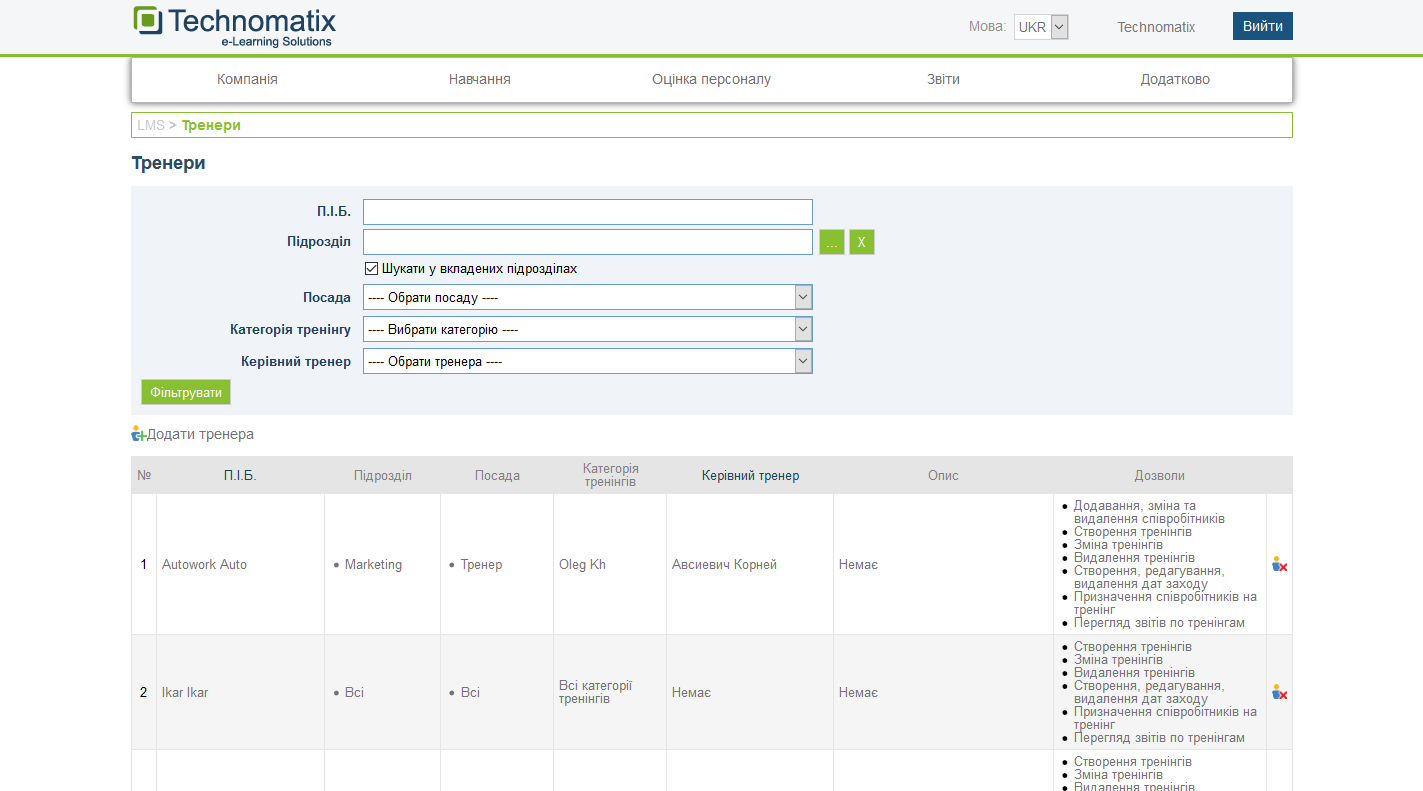 Technomatix
e-Learning Solutions
Мова: UKR Technomatix Вийти
Компанія Навчання Оцінка персоналу Звіти Додатково
LMS > Тренери
Тренери
П.І.Б.
Підрозділ ... X
Шукати у вкладених підрозділах
Посада ---- Обрати посаду ----
Категорія тренінгу ---- Вибрати категорію ----
Керівний тренер ---- Обрати тренера ----
Фільтрувати
Додати тренера
№ П.І.Б. Підрозділ Посада Категорія тренінгів Керівний тренер Опис Дозволи
1 Autowork Auto • Marketing • Тренер Oleg Kh Авсиевич Корней Немає
• Додавання, зміна та
видалення співробітників
• Створення тренінгів
• Зміна тренінгів
• Видалення тренінгів
• Створення, редагування,
видалення дат заходу
• Призначення співробітників на
тренінг
• Перегляд звітів по тренінгам
2 Ikar Ikar • Всі • Всі Всі категорії тренінгів Немає Немає
• Створення тренінгів
• Зміна тренінгів
• Видалення тренінгів
• Створення, редагування,
видалення дат заходу
• Призначення співробітників на
тренінг
• Перегляд звітів по тренінгам
• Створення тренінгів
• Зміна тренінгів
• Видалення тренінгів